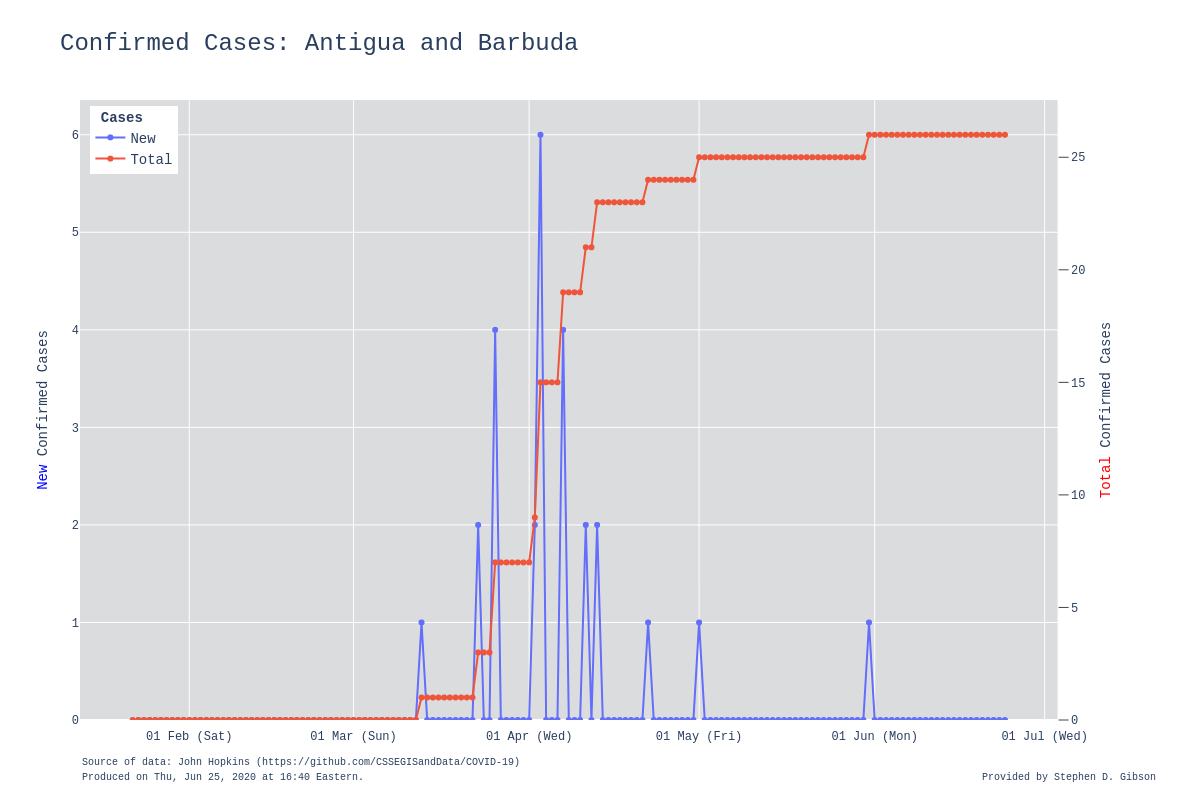 Confirmed Cases: Antigua and Barbuda
Cases
New
Total
6
5
4
3
2
1
0
New Confirmed Cases
25
20
15
10
5
0
Total Confirmed Cases
01 Feb (Sat)
01 Mar (Sun)
01 Apr (Wed)
01 May (Fri)
01 Jun (Mon)
01 Jul (Wed)
Source of data: John Hopkins (https://github.com/CSSEGISandData/COVID-19)
Produced on Thu, Jun 25, 2020 at 16:40 Eastern.
Provided by Stephen D. Gibson